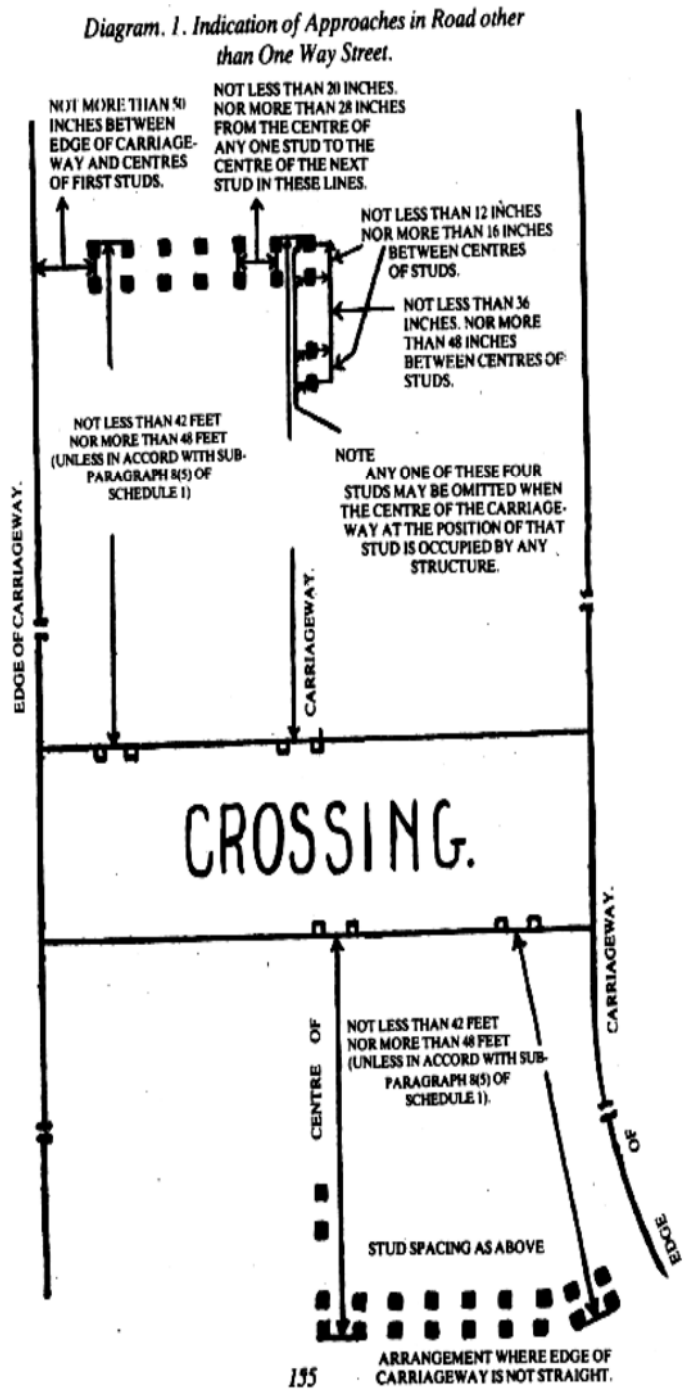 Diagram. 1. Indication of Approaches in Road other
than One Way Street.
NOT MORE THAN 50
INCHES BETWEEN
EDGE OF CARRIAGE-
WAY AND CENTRES
OF FIRST STUDS.
NOT LESS THAN 20 INCHES.
NOR MORE THAN 28 INCHES
FROM THE CENTRE OF
ANY ONE STUD TO THE
CENTRE OF THE NEXT
STUD IN THESE LINES.
NOT LESS THAN 12 INCHES
NOR MORE THAN 16 INCHES
BETWEEN CENTRES
OF STUDS.
NOT LESS THAN 36
INCHES. NOR MORE
THAN 48 INCHES
BETWEEN CENTRES OF
STUDS.
NOT LESS THAN 42 FEET
NOR MORE THAN 48 FEET
(UNLESS IN ACCORD WITH SUB-
PARAGRAPH 8(5) OF
SCHEDULE 1)
NOTE
ANY ONE OF THESE FOUR
STUDS MAY BE OMITTED WHEN
THE CENTRE OF THE CARRIAGE-
WAY AT THE POSITION OF THAT
STUD IS OCCUPIED BY ANY
STRUCTURE.
EDGE OF CARRIAGEWAY.
CARRIAGEWAY.
CROSSING.
CARRIAGEWAY.
CENTRE OF
NOT LESS THAN 42 FEET
NOR MORE THAN 48 FEET
(UNLESS IN ACCORD WITH SUB-
PARAGRAPH 8(5) OF
SCHEDULE 1).
OF
EDGE
STUD SPACING AS ABOVE
ARRANGEMENT WHERE EDGE OF
CARRIAGEWAY IS NOT STRAIGHT.
155